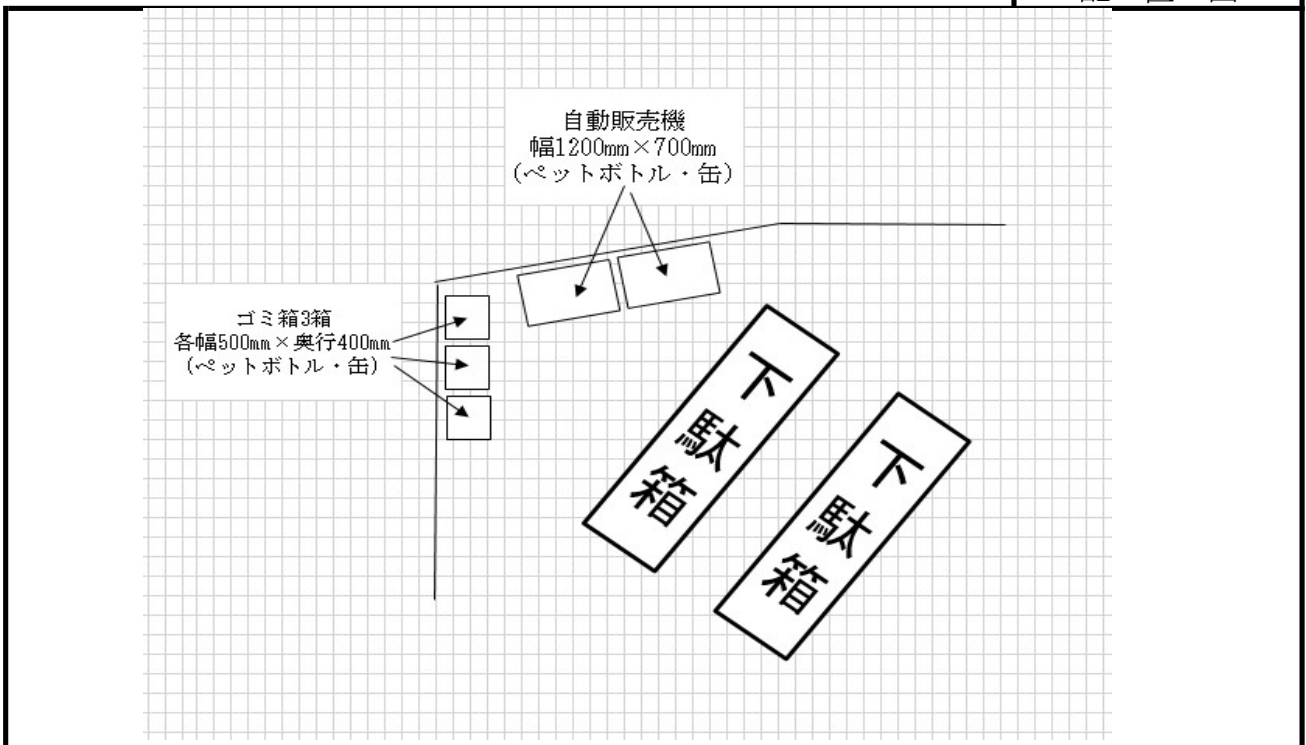 自動販売機
幅1200㎜×700㎜
(ペットボトル・缶)
ゴミ箱3箱
各幅500㎜×奥行400㎜
(ペットボトル・缶)
下駄箱
下駄箱